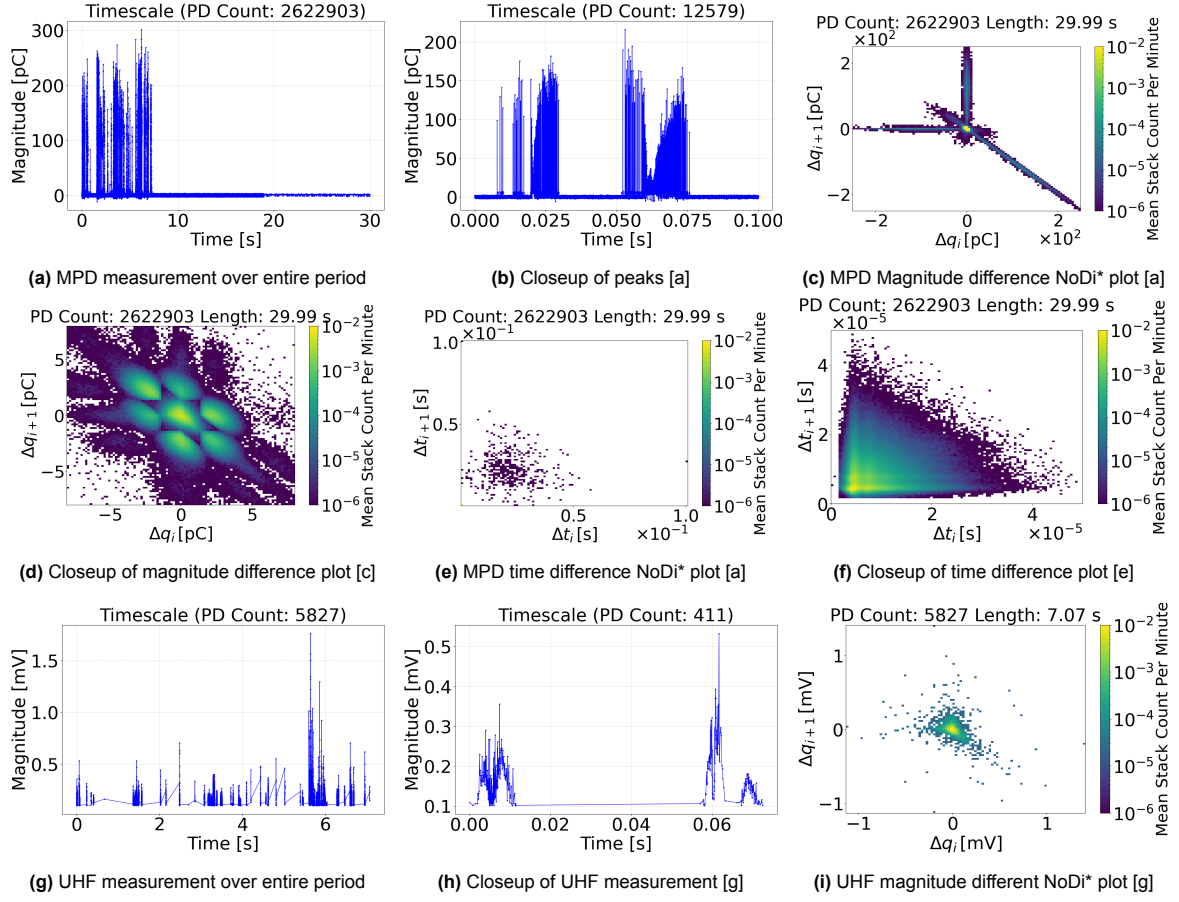 Timescale (PD Count: 2622903)
Magnitude [pC]
300
200
100
0
0
10
20
30
Time [s]
(a) MPD measurement over entire period
Timescale (PD Count: 12579)
Magnitude [pC]
200
150
100
50
0
0.000
0.025
0.050
0.075
0.100
Time [s]
(b) Closeup of peaks [a]
PD Count: 2622903 Length: 29.99 s
×10²
Δqᵢ₊₁ [pC]
2
0
−2
−2
0
2
Δqᵢ [pC]
×10²
10⁻²
10⁻³
10⁻⁴
10⁻⁵
10⁻⁶
Mean Stack Count Per Minute
(c) MPD Magnitude difference NoDi* plot [a]
PD Count: 2622903 Length: 29.99 s
Δqᵢ₊₁ [pC]
5
0
−5
−5
0
5
Δqᵢ [pC]
10⁻²
10⁻³
10⁻⁴
10⁻⁵
10⁻⁶
Mean Stack Count Per Minute
(d) Closeup of magnitude difference plot [c]
PD Count: 2622903 Length: 29.99 s
×10⁻¹
Δtᵢ₊₁ [s]
1.0
0.5
0.5
1.0
Δtᵢ [s]
×10⁻¹
10⁻²
10⁻³
10⁻⁴
10⁻⁵
10⁻⁶
Mean Stack Count Per Minute
(e) MPD time difference NoDi* plot [a]
PD Count: 2622903 Length: 29.99 s
×10⁻⁵
Δtᵢ₊₁ [s]
4
2
0
0
2
4
Δtᵢ [s]
×10⁻⁵
10⁻²
10⁻³
10⁻⁴
10⁻⁵
10⁻⁶
Mean Stack Count Per Minute
(f) Closeup of time difference plot [e]
Timescale (PD Count: 5827)
Magnitude [mV]
1.5
1.0
0.5
0
2
4
6
Time [s]
(g) UHF measurement over entire period
Timescale (PD Count: 411)
Magnitude [mV]
0.5
0.4
0.3
0.2
0.1
0.00
0.02
0.04
0.06
Time [s]
(h) Closeup of UHF measurement [g]
PD Count: 5827 Length: 7.07 s
Δqᵢ₊₁ [mV]
1
0
−1
−1
0
1
Δqᵢ [mV]
10⁻²
10⁻³
10⁻⁴
10⁻⁵
10⁻⁶
Mean Stack Count Per Minute
(i) UHF magnitude different NoDi* plot [g]